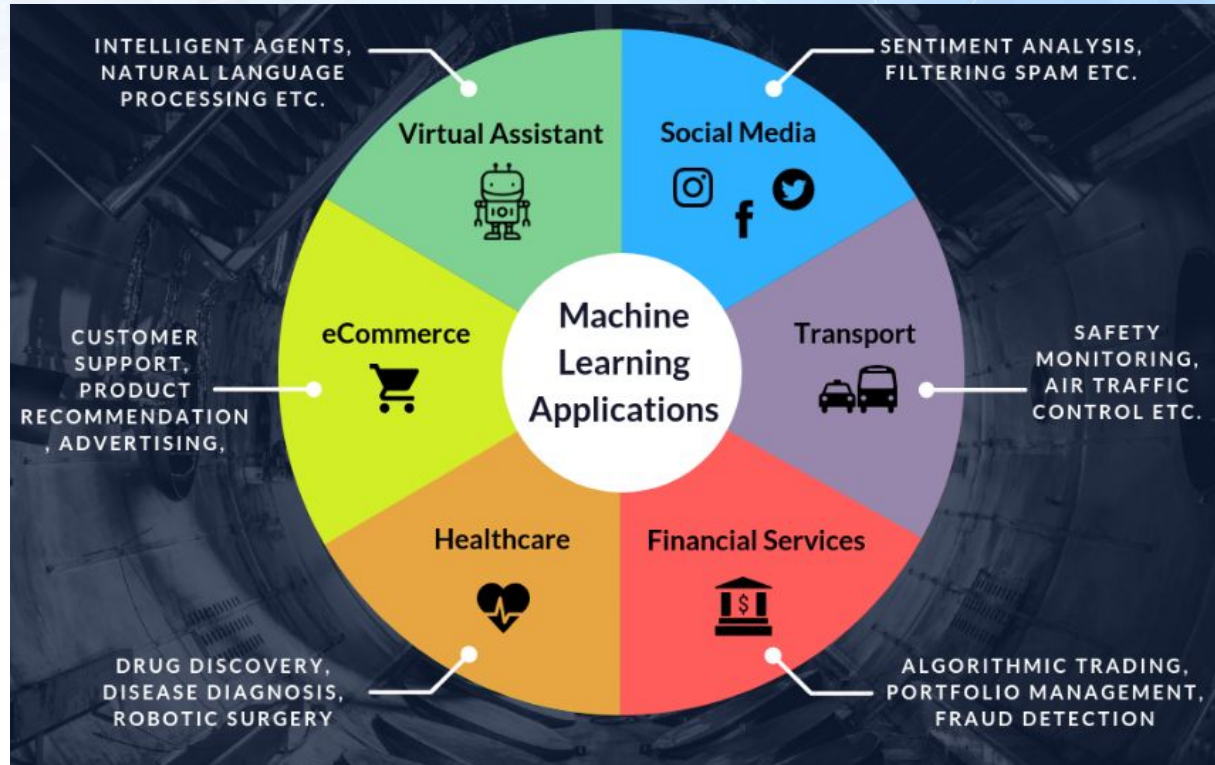 INTELLIGENT AGENTS,
NATURAL LANGUAGE
PROCESSING ETC.
SENTIMENT ANALYSIS,
FILTERING SPAM ETC.
Virtual Assistant
Social Media
f
eCommerce
Machine
Learning
Applications
Transport
CUSTOMER
SUPPORT,
PRODUCT
RECOMMENDATION
, ADVERTISING,
SAFETY
MONITORING,
AIR TRAFFIC
CONTROL ETC.
Healthcare
Financial Services
$
DRUG DISCOVERY,
DISEASE DIAGNOSIS,
ROBOTIC SURGERY
ALGORITHMIC TRADING,
PORTFOLIO MANAGEMENT,
FRAUD DETECTION